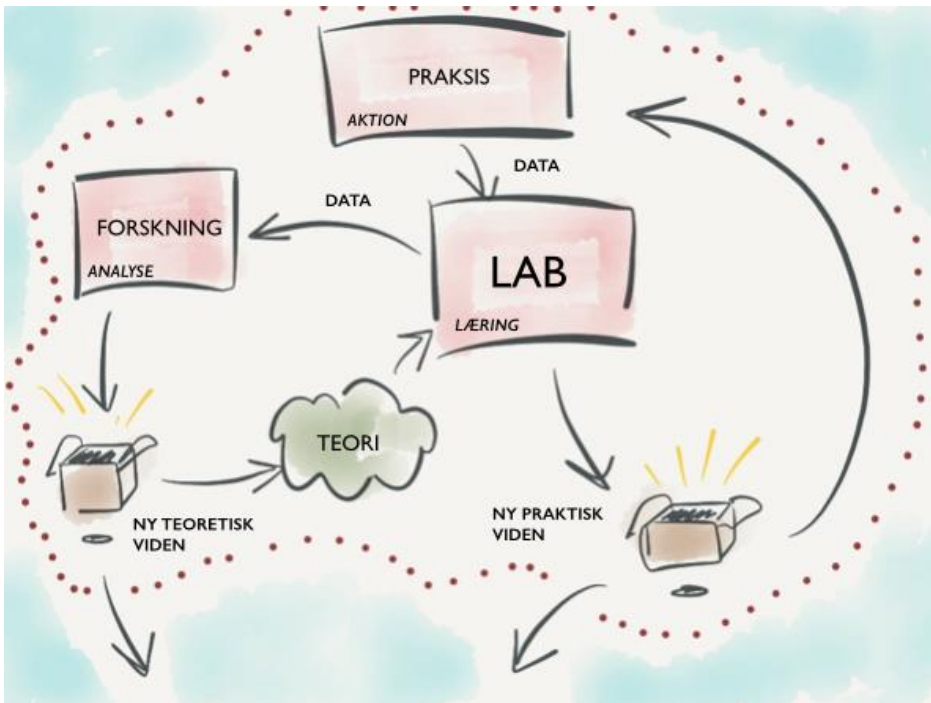 PRAKSIS
AKTION
DATA
DATA
FORSKNING
ANALYSE
LAB
LÆRING
TEORI
NY TEORETISK
VIDEN
NY PRAKTISK
VIDEN